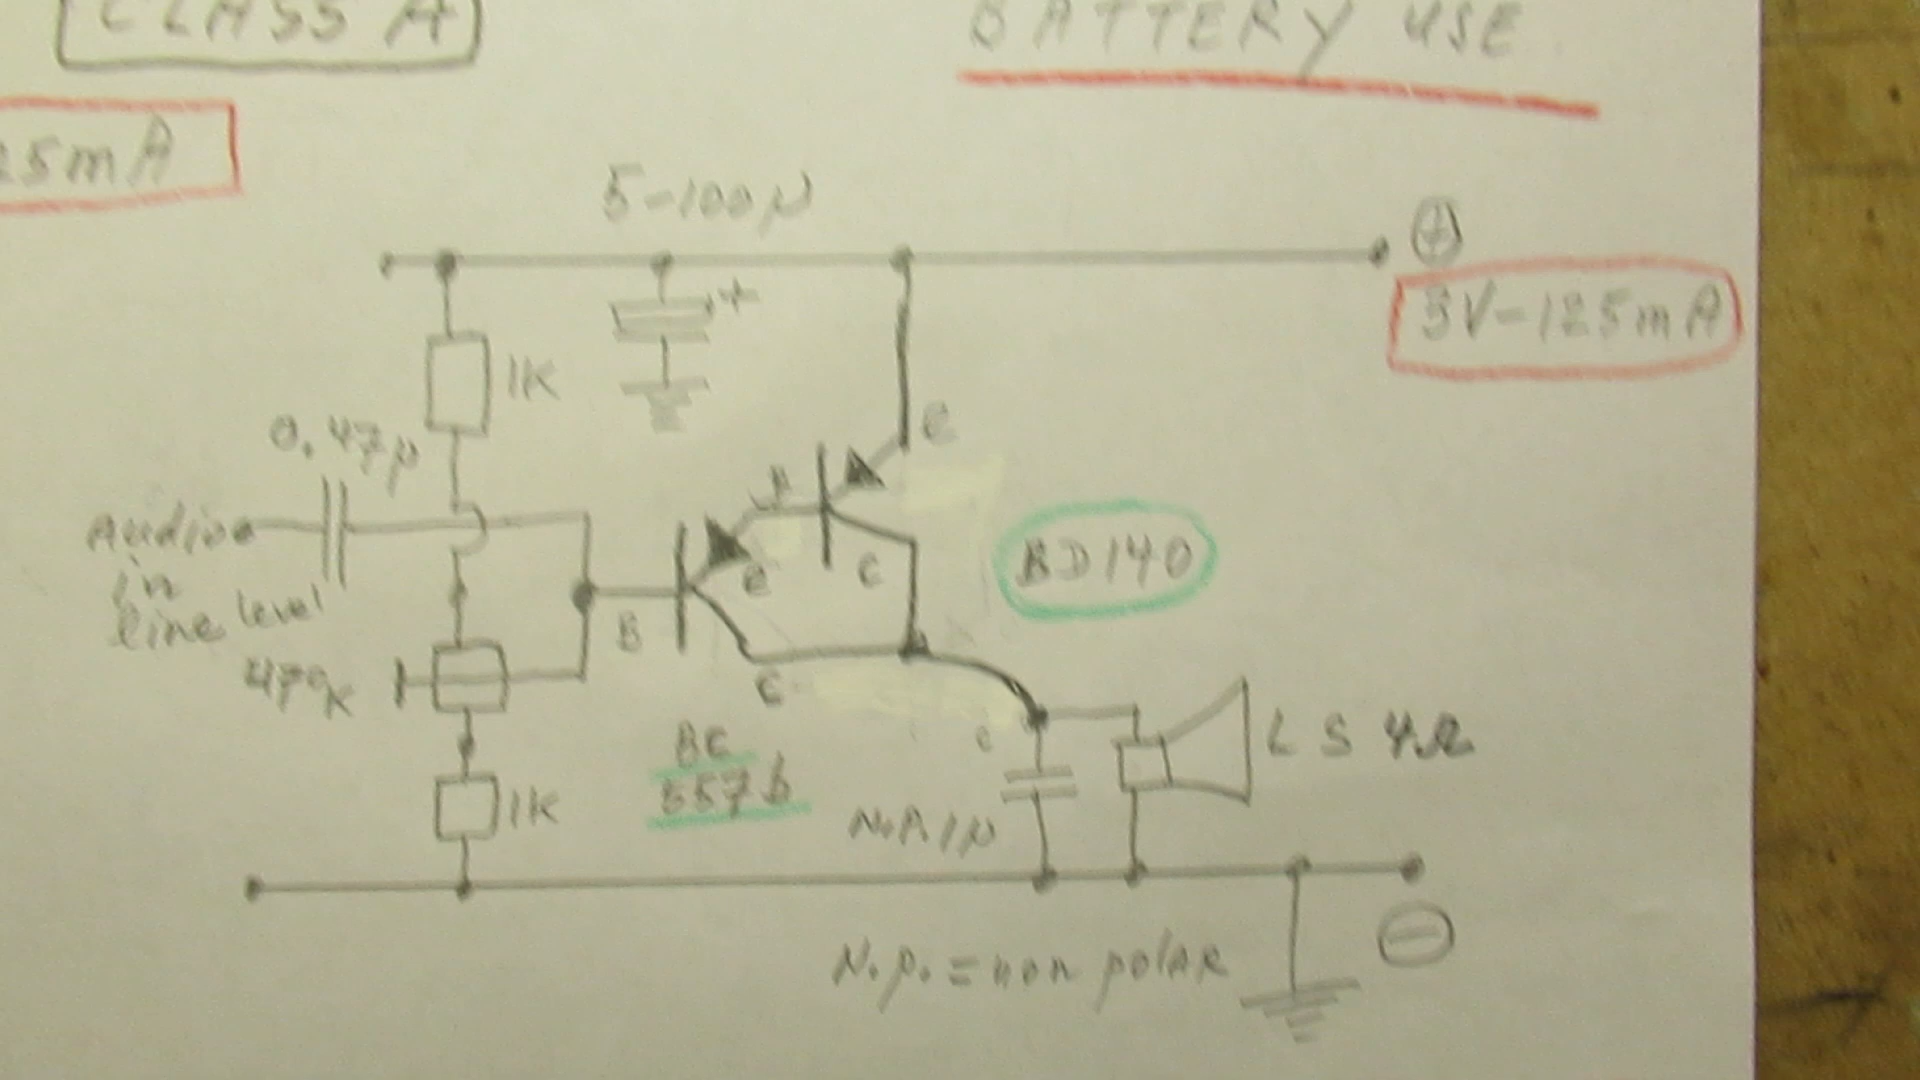 CLASS A
BATTERY USE
25mA
5-100µ
+
+
3V-125mA
1K
0.47µ
e
Audio
in
line level
B
e
c
BD140
470K
B
c
BC
557b
c
LS 4Ω
1K
N.P. 1µ
N.p. = non polar
−